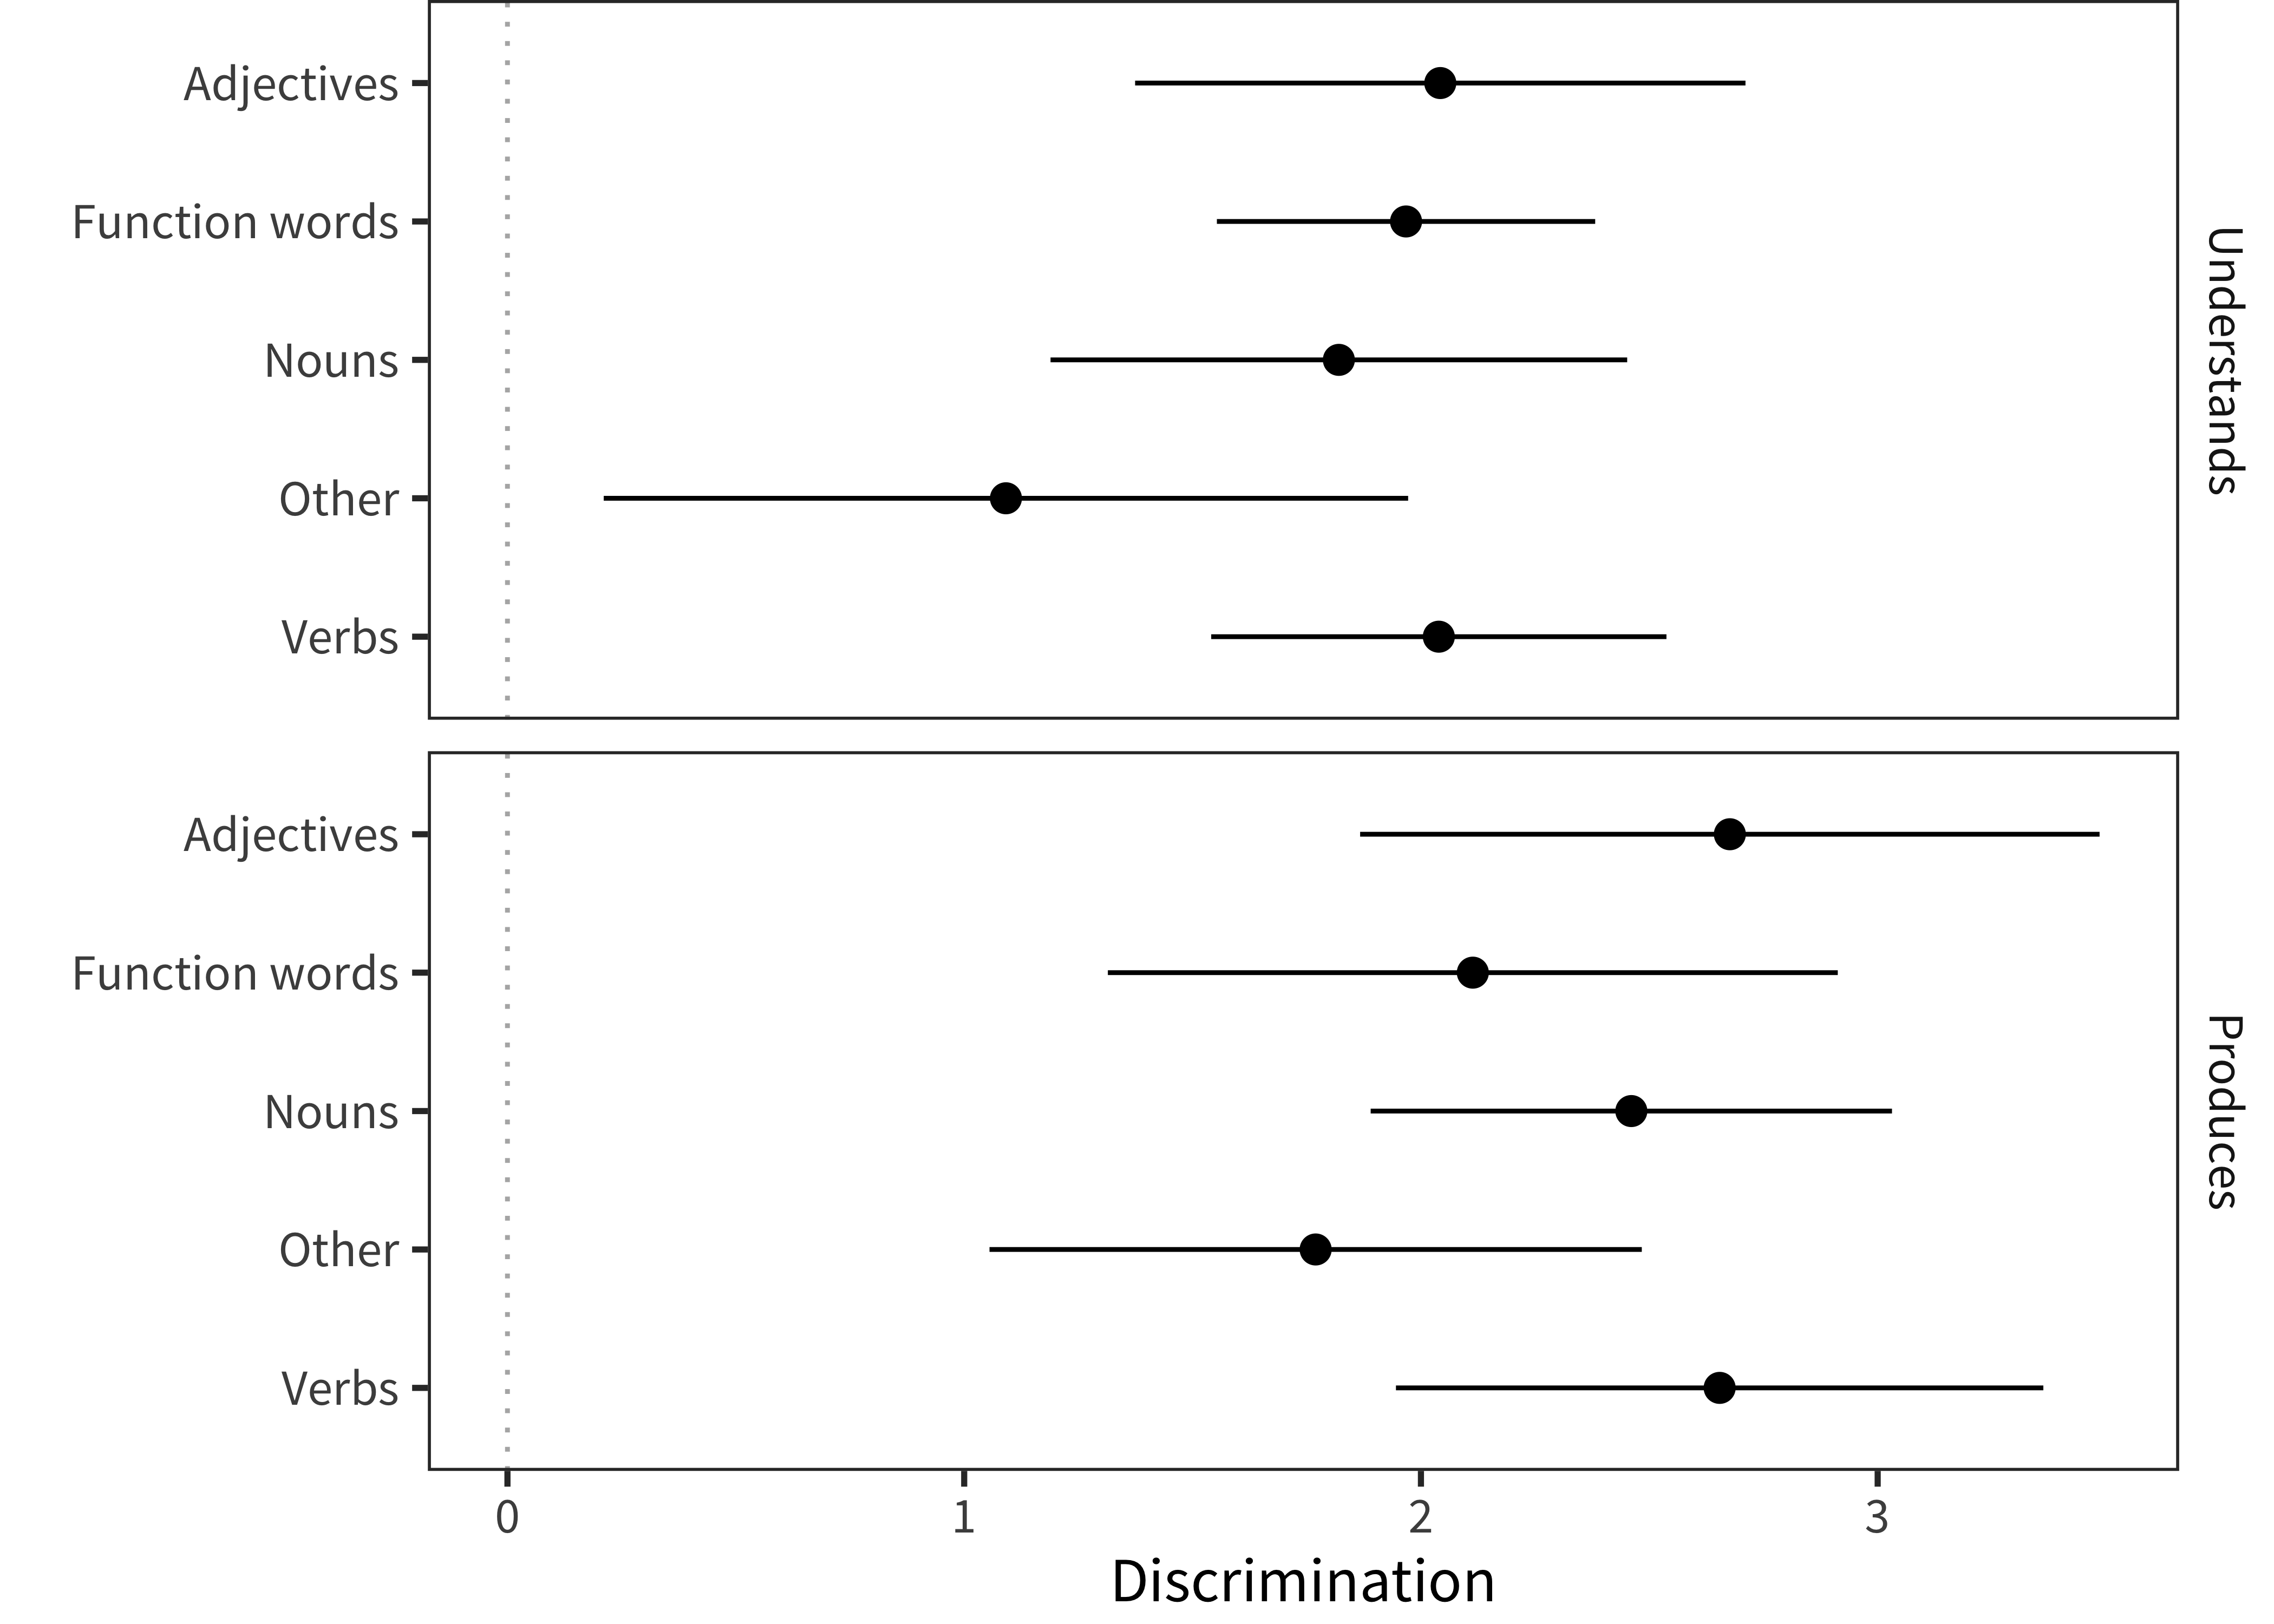 Adjectives
Function words
Nouns
Other
Verbs
Understands
Adjectives
Function words
Nouns
Other
Verbs
Produces
0 1 2 3
Discrimination